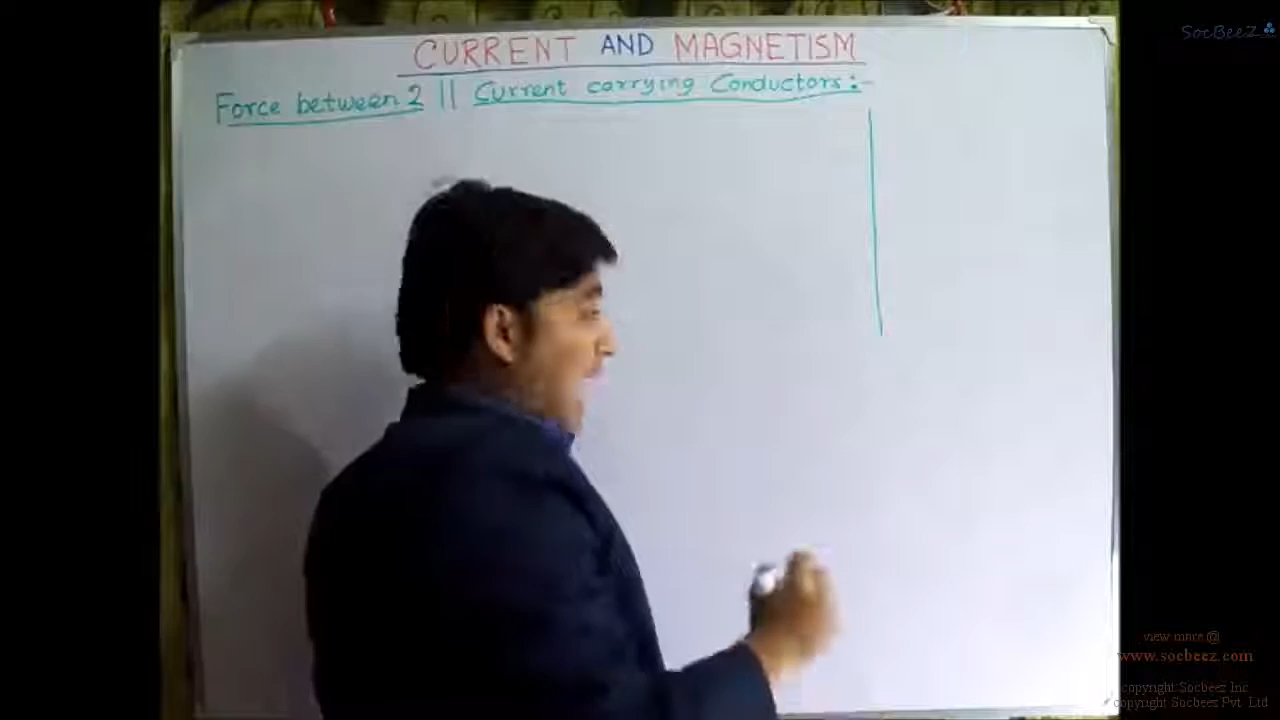 SocBeeZ
CURRENT AND MAGNETISM
Force between 2 || Current carrying Conductors :-
view more @
www.socbeez.com
copyright Socbeez Inc
copyright Socbeez Pvt Ltd